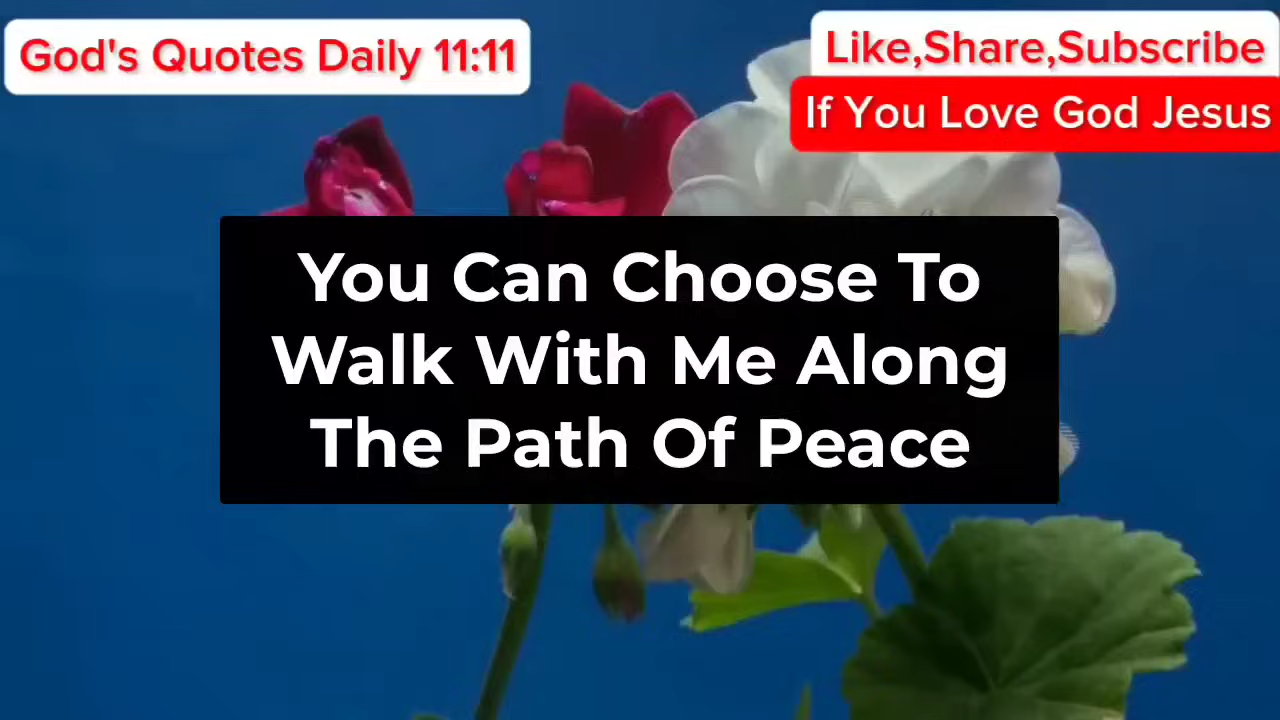 God's Quotes Daily 11:11
Like,Share,Subscribe
If You Love God Jesus
You Can Choose To
Walk With Me Along
The Path Of Peace